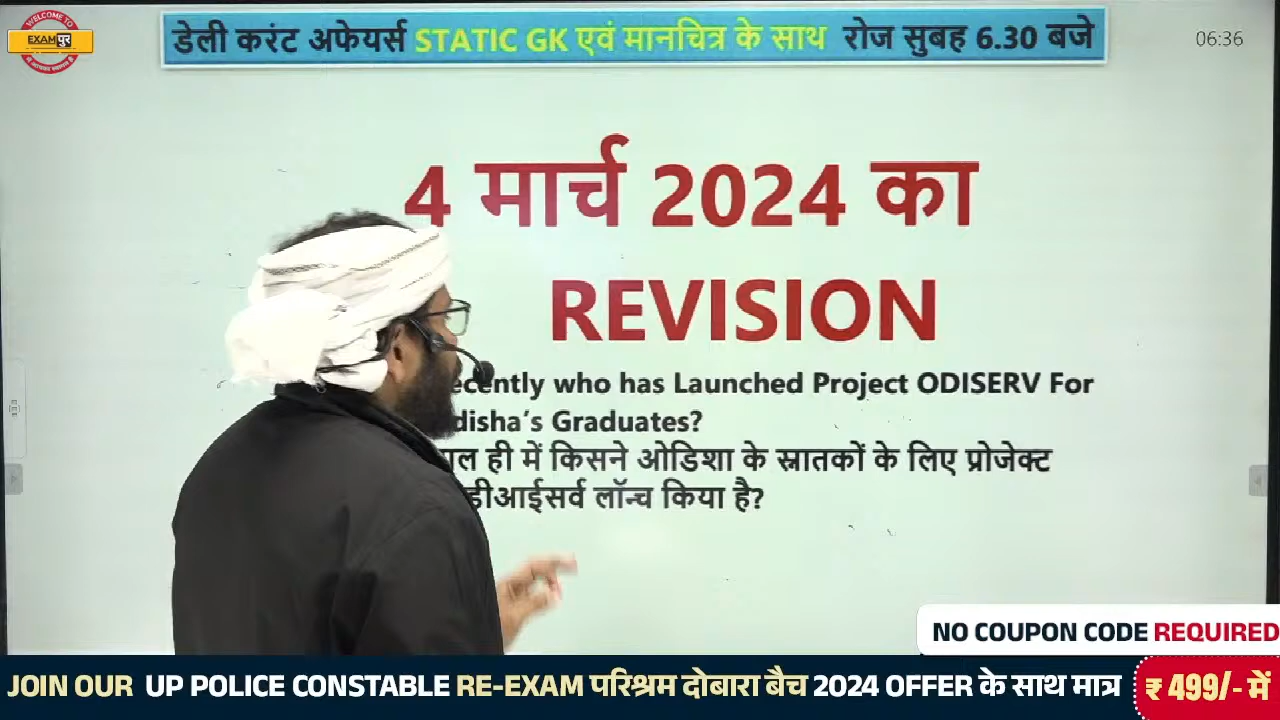 WELCOME TO
EXAMपुर
डेली करंट अफेयर्स STATIC GK एवं मानचित्र के साथ रोज सुबह 6.30 बजे
06:36
4 मार्च 2024 का
REVISION
ecently who has Launched Project ODISERV For
disha's Graduates?
ल ही में किसने ओडिशा के स्नातकों के लिए प्रोजेक्ट
डीआईसर्व लॉन्च किया है?
NO COUPON CODE REQUIRED
JOIN OUR UP POLICE CONSTABLE RE-EXAM परिश्रम दोबारा बैच 2024 OFFER के साथ मात्र ₹ 499/- में